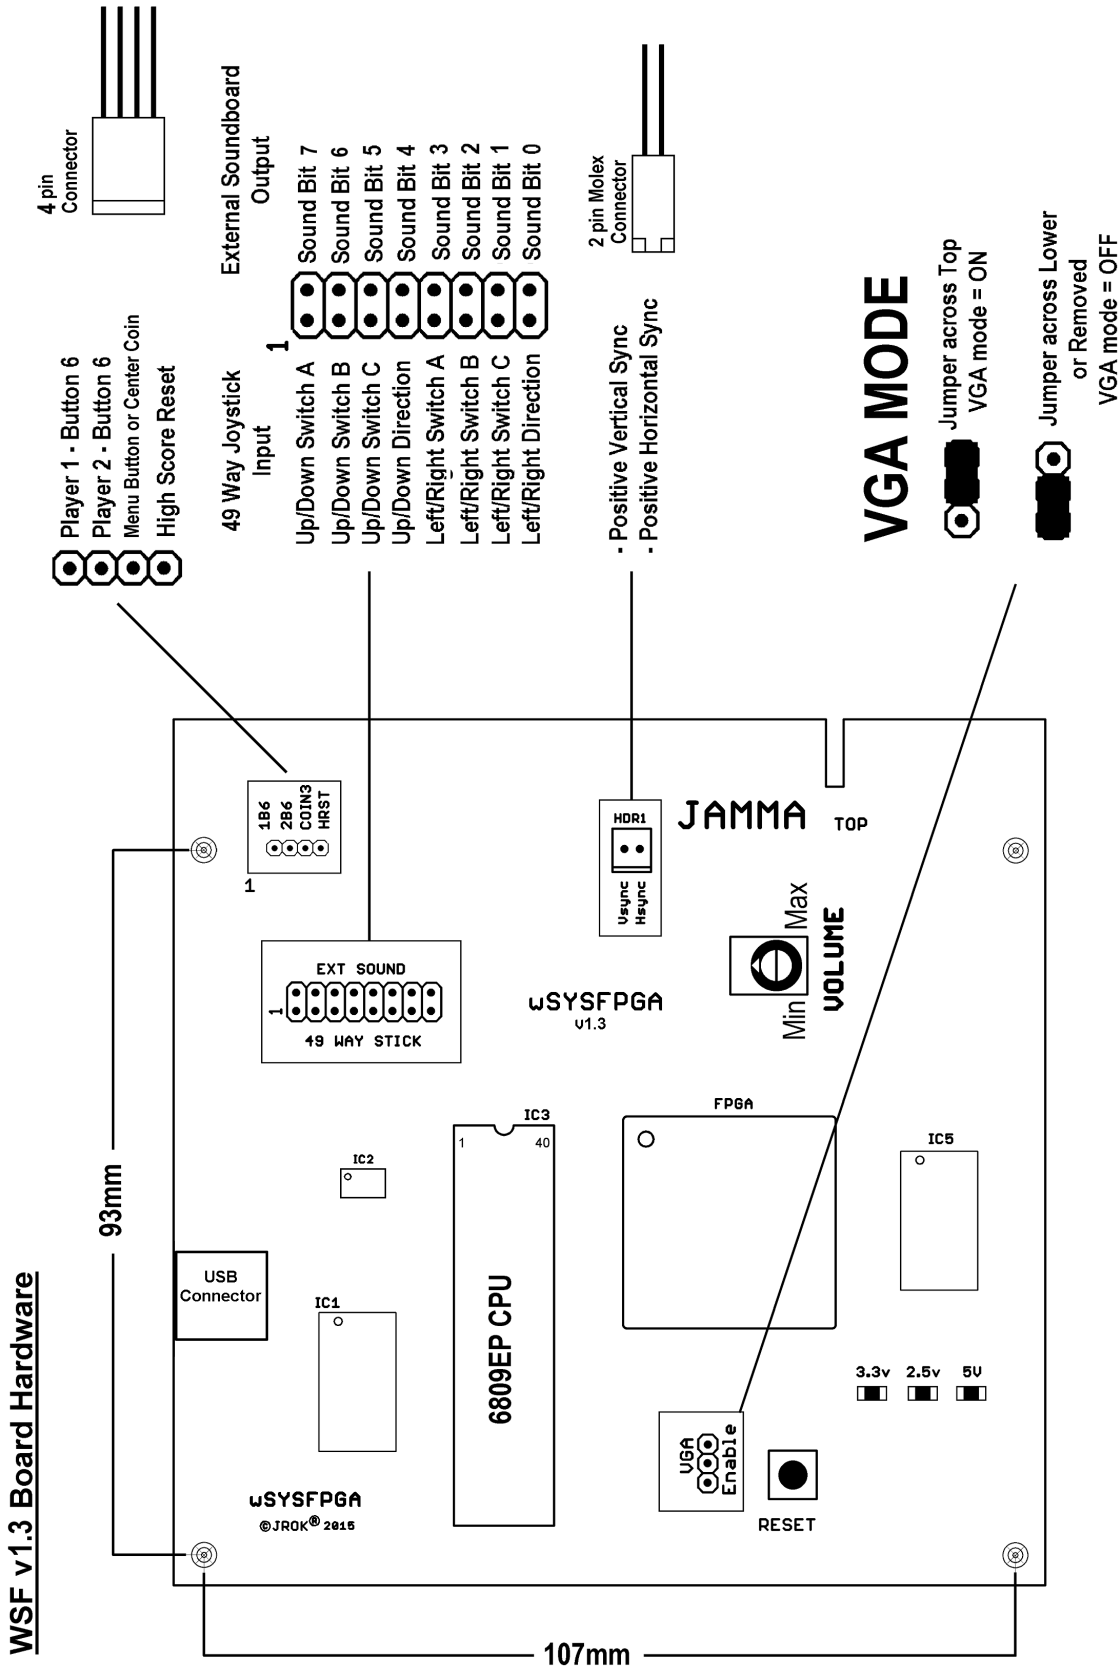 WSF v1.3 Board Hardware
4 pin
Connector
Player 1 - Button 6
Player 2 - Button 6
Menu Button or Center Coin
High Score Reset
External Soundboard
Output
49 Way Joystick
Input
1
Up/Down Switch A
Sound Bit 7
Up/Down Switch B
Sound Bit 6
Up/Down Switch C
Sound Bit 5
Up/Down Direction
Sound Bit 4
Left/Right Switch A
Sound Bit 3
Left/Right Switch B
Sound Bit 2
Left/Right Switch C
Sound Bit 1
Left/Right Direction
Sound Bit 0
2 pin Molex
Connector
- Positive Vertical Sync
- Positive Horizontal Sync
VGA MODE
Jumper across Top
VGA mode = ON
Jumper across Lower
or Removed
VGA mode = OFF
1B6
2B6
COIN3
HRST
1
EXT SOUND
1
49 WAY STICK
HDR1
Vsync
Hsync
JAMMA
TOP
wSYSFPGA
v1.3
Min
Max
VOLUME
FPGA
IC3
1
40
6809EP CPU
IC2
IC5
USB
Connector
IC1
3.3v
2.5v
5V
VGA
Enable
RESET
wSYSFPGA
©JROK® 2015
93mm
107mm